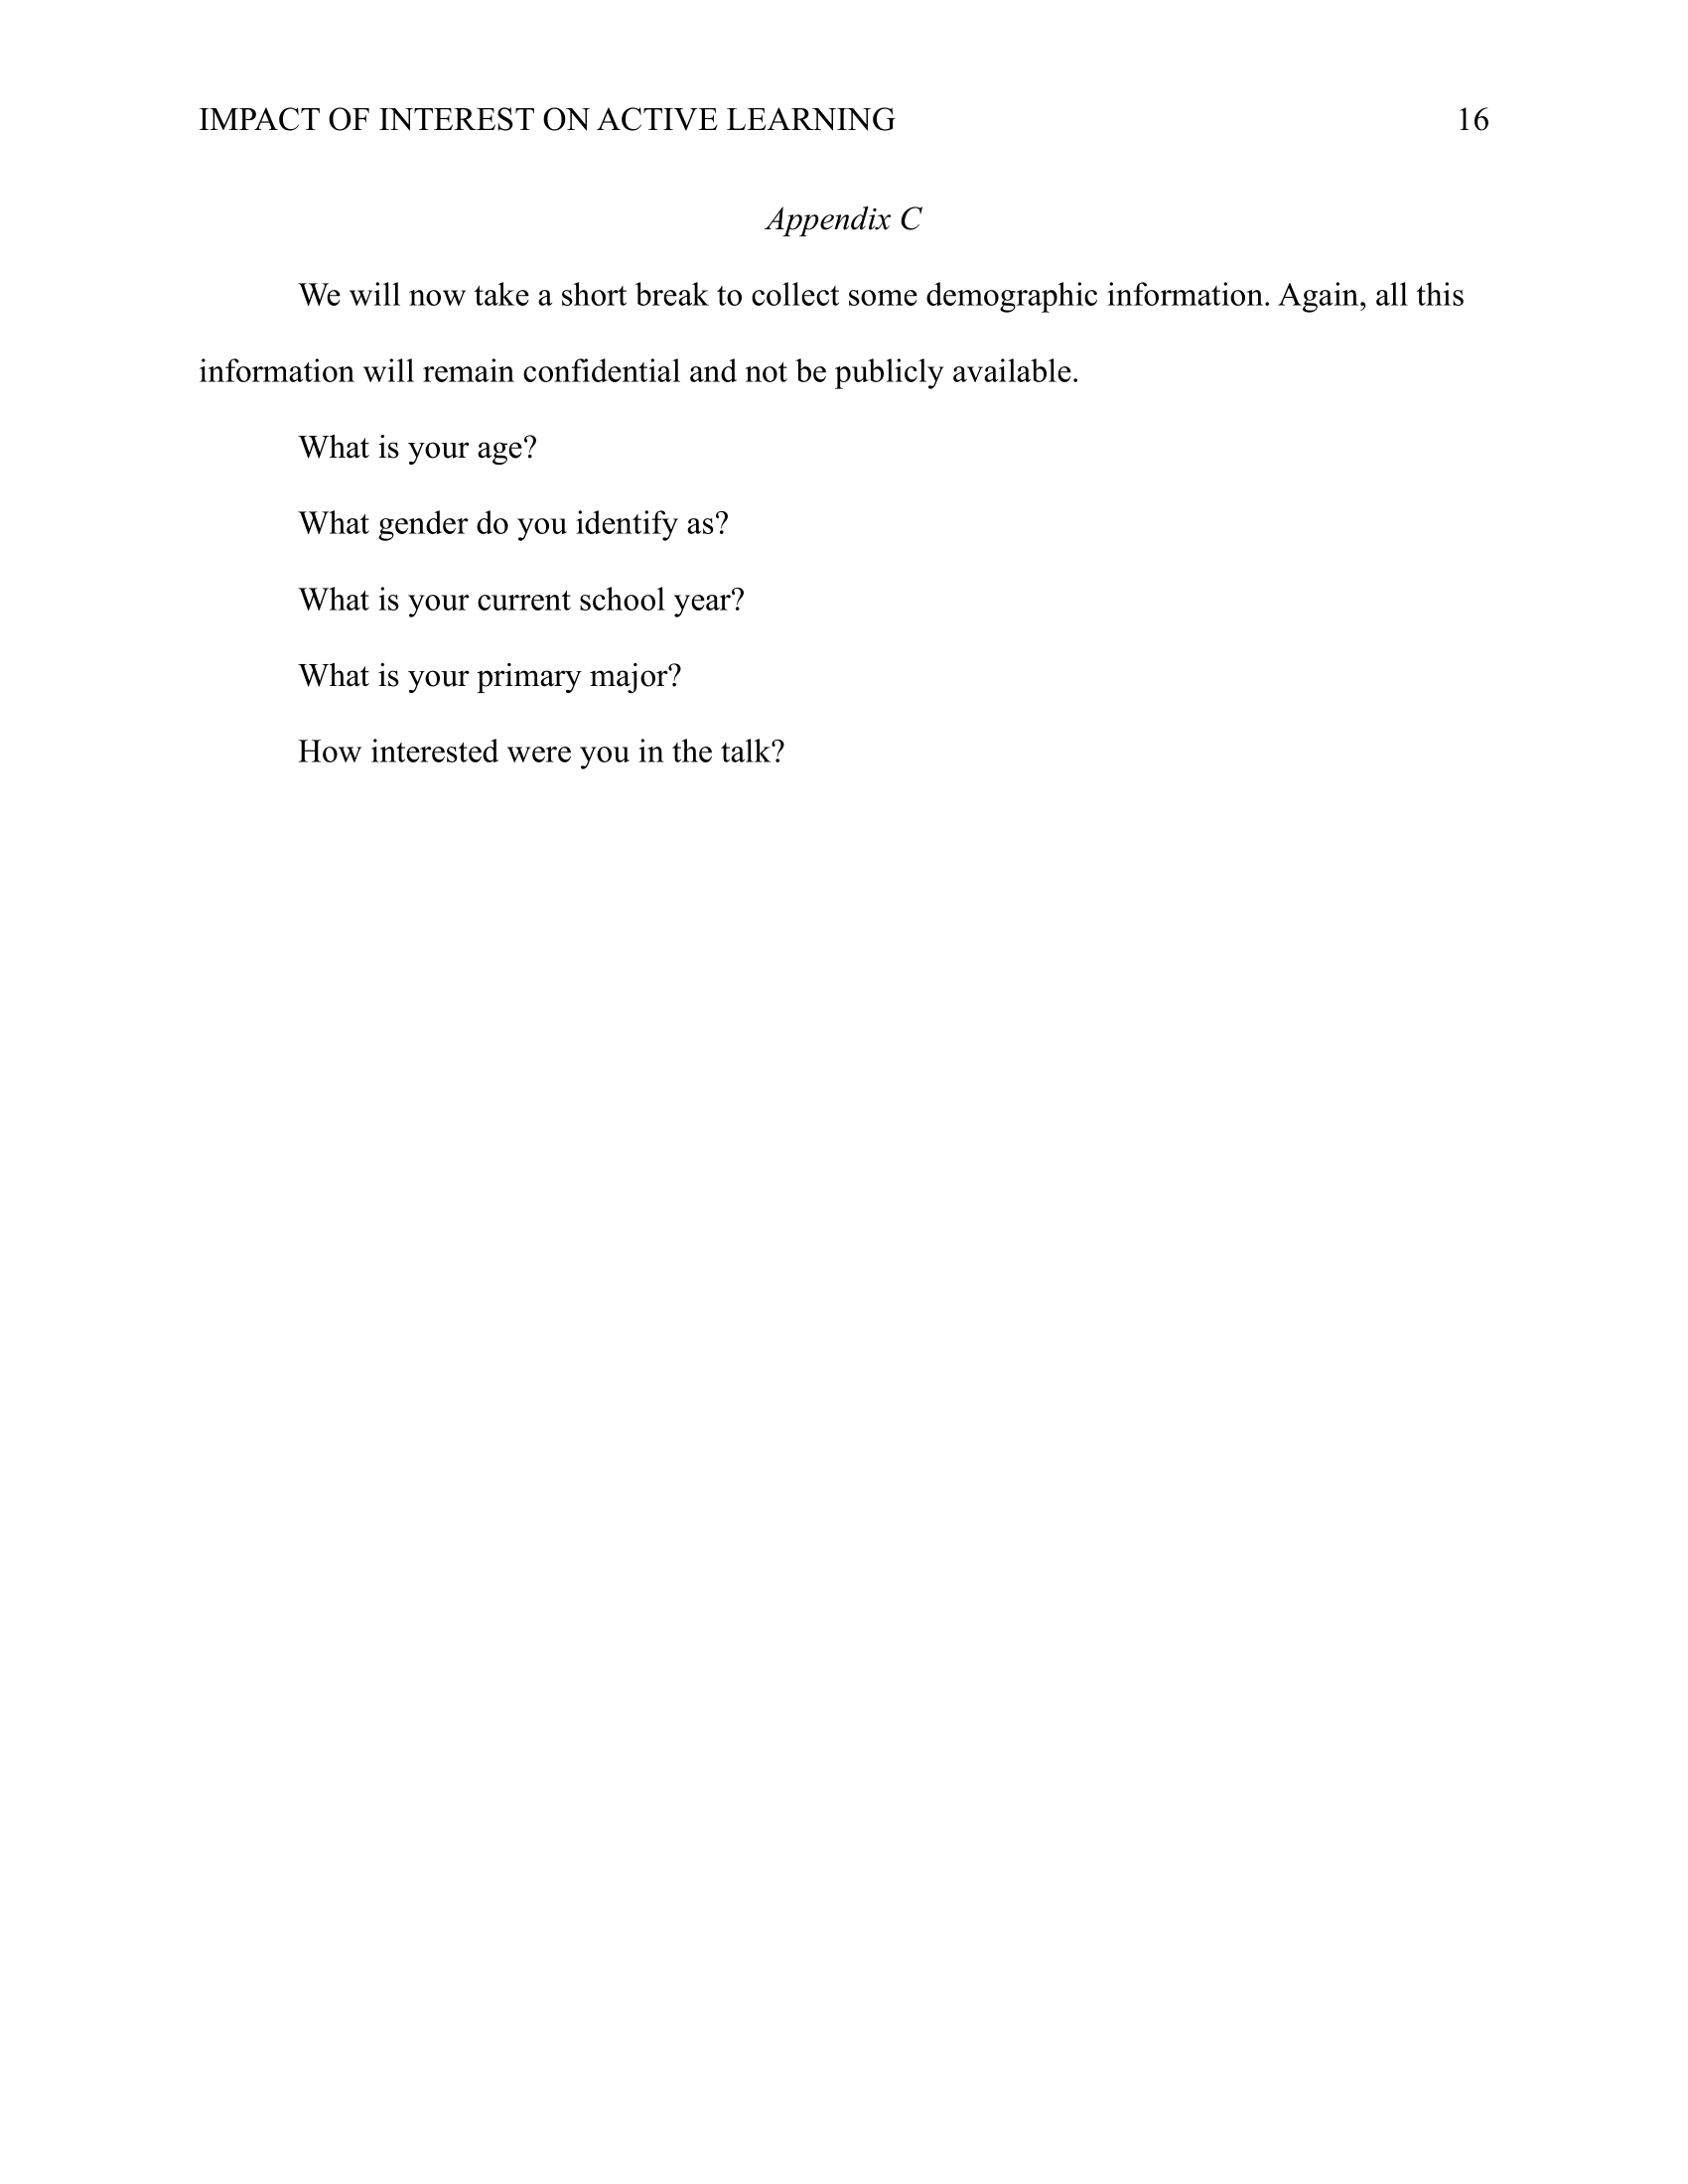 IMPACT OF INTEREST ON ACTIVE LEARNING 16
Appendix C
We will now take a short break to collect some demographic information. Again, all this
information will remain confidential and not be publicly available.
What is your age?
What gender do you identify as?
What is your current school year?
What is your primary major?
How interested were you in the talk?